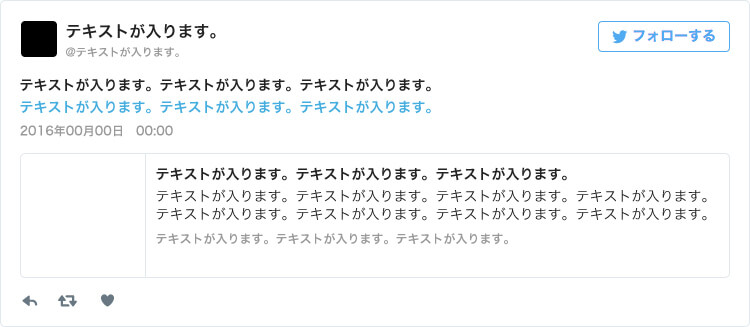 テキストが入ります。
@テキストが入ります。
フォローする
テキストが入ります。テキストが入ります。テキストが入ります。
テキストが入ります。テキストが入ります。テキストが入ります。
2016年00月00日　00:00
テキストが入ります。テキストが入ります。テキストが入ります。
テキストが入ります。テキストが入ります。テキストが入ります。テキストが入ります。
テキストが入ります。テキストが入ります。テキストが入ります。テキストが入ります。
テキストが入ります。テキストが入ります。テキストが入ります。